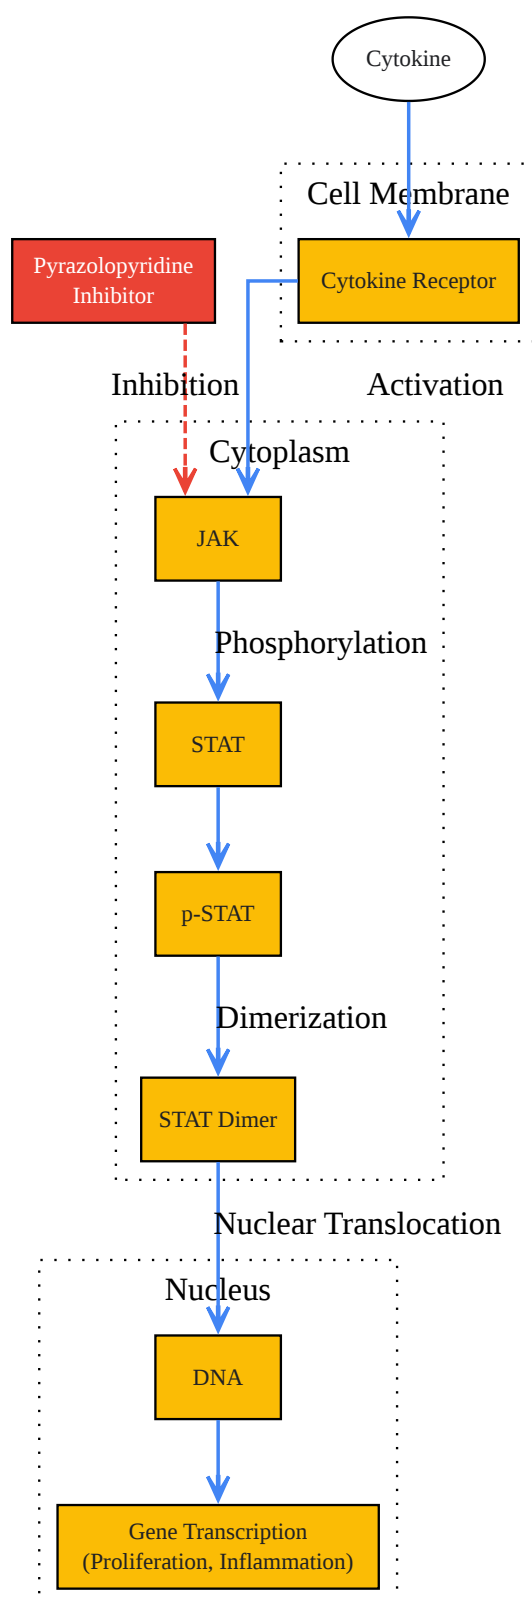 Cytokine
Cell Membrane
Pyrazolopyridine
Inhibitor
Cytokine Receptor
Inhibition
Activation
Cytoplasm
JAK
Phosphorylation
STAT
p-STAT
Dimerization
STAT Dimer
Nuclear Translocation
Nucleus
DNA
Gene Transcription
(Proliferation, Inflammation)